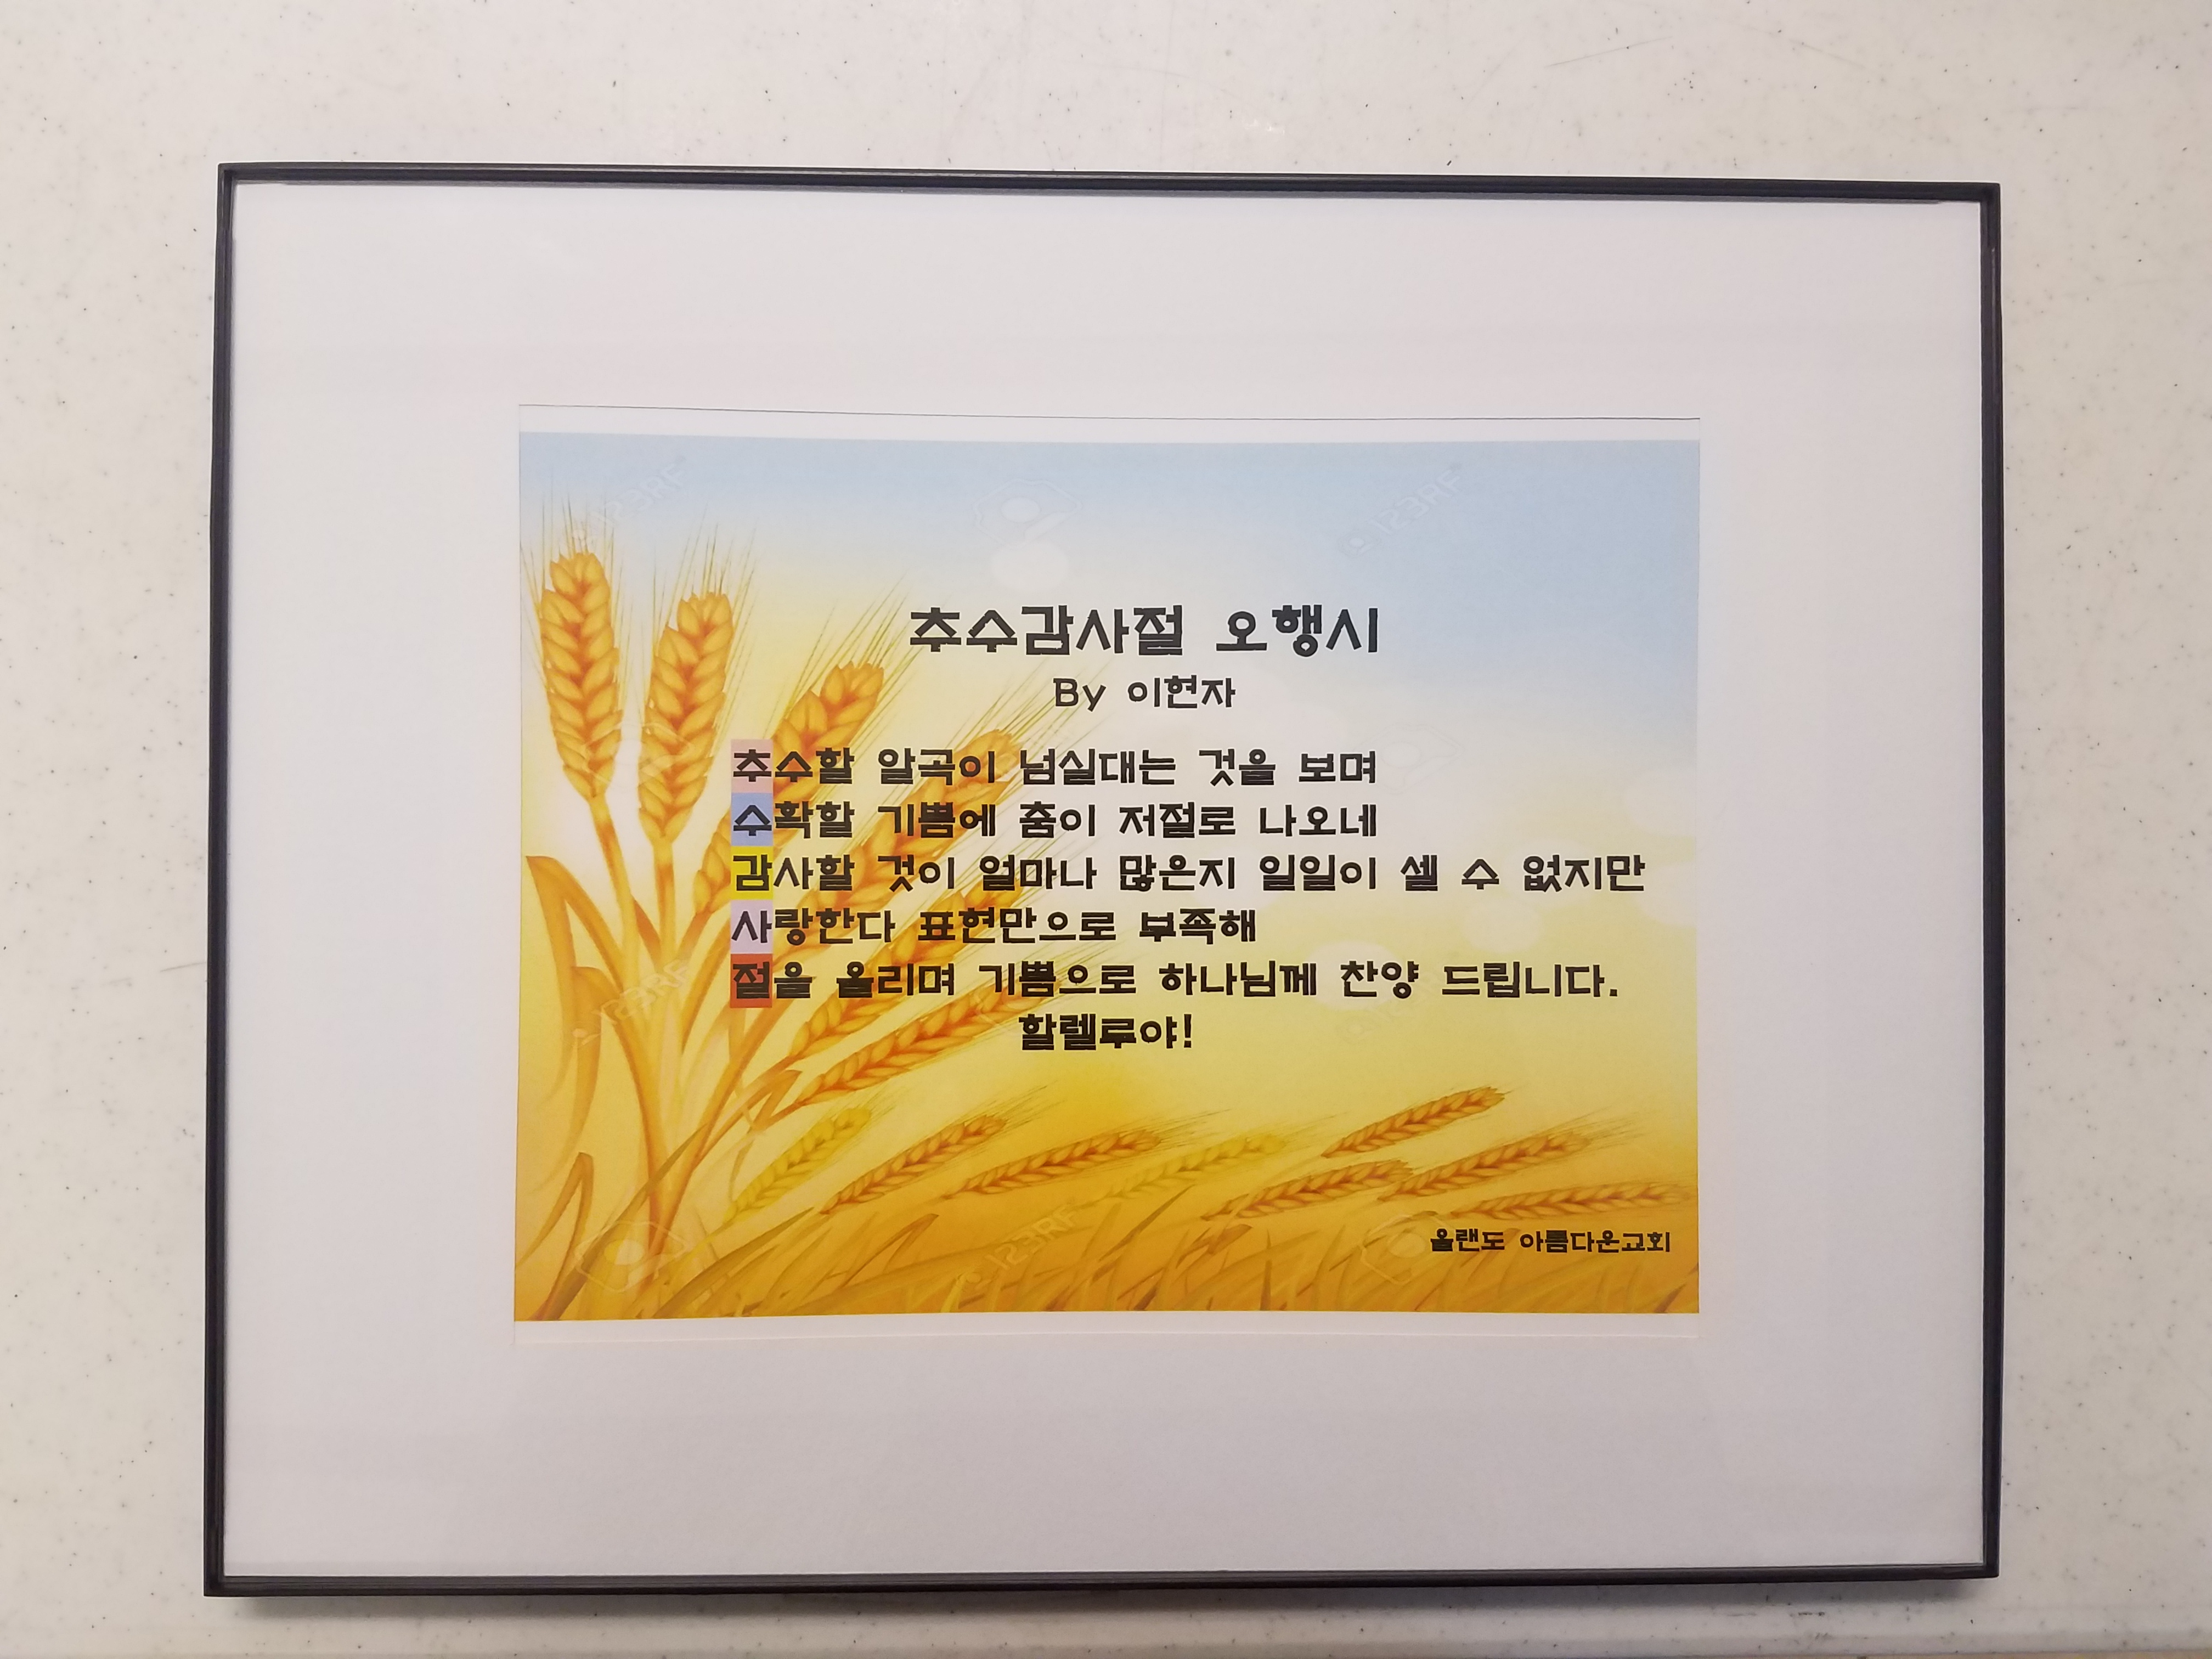 추수감사절 오행시
By 이현자
추수할 알곡이 넘실대는 것을 보며
수확할 기쁨에 춤이 저절로 나오네
감사할 것이 얼마나 많은지 일일이 셀 수 없지만
사랑한다 표현만으로 부족해
절을 올리며 기쁨으로 하나님께 찬양 드립니다.
할렐루야!
올랜도 아름다운교회